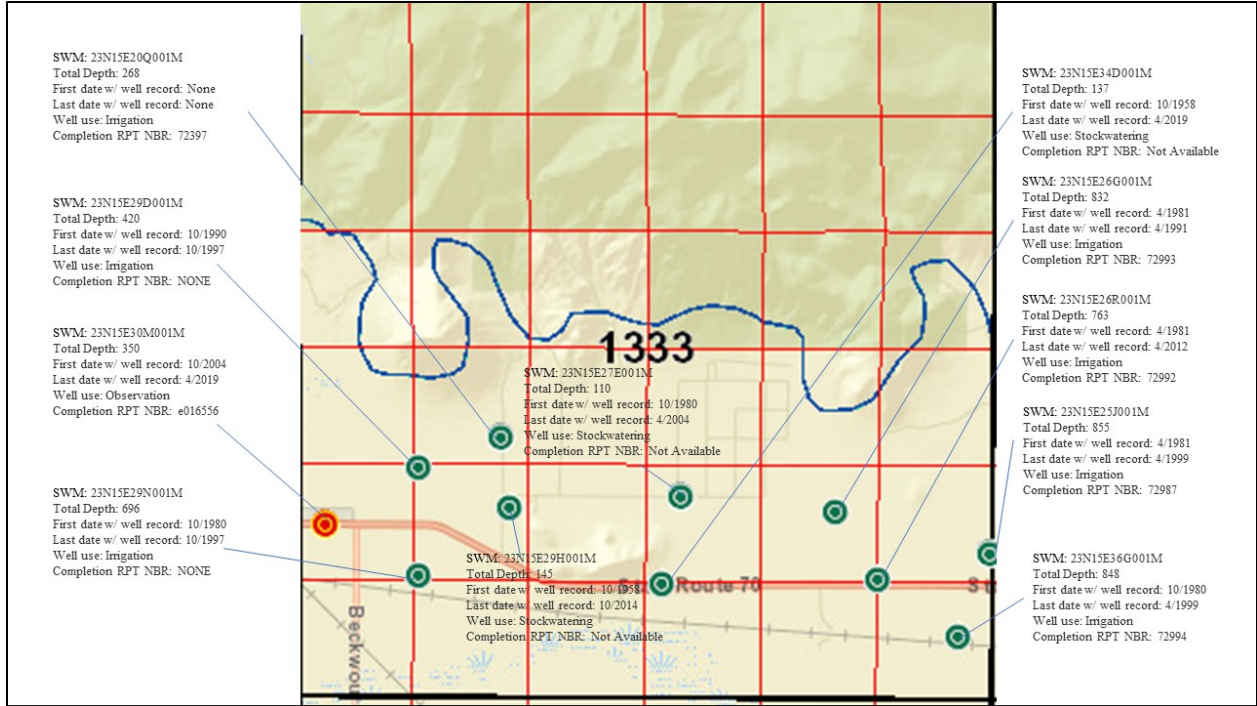 SWM: 23N15E20Q001M
Total Depth: 268
First date w/ well record: None
Last date w/ well record: None
Well use: Irrigation
Completion RPT NBR: 72397
SWM: 23N15E29D001M
Total Depth: 420
First date w/ well record: 10/1990
Last date w/ well record: 10/1997
Well use: Irrigation
Completion RPT NBR: NONE
SWM: 23N15E30M001M
Total Depth: 350
First date w/ well record: 10/2004
Last date w/ well record: 4/2019
Well use: Observation
Completion RPT NBR: e016556
SWM: 23N15E29N001M
Total Depth: 696
First date w/ well record: 10/1980
Last date w/ well record: 10/1997
Well use: Irrigation
Completion RPT NBR: NONE
1333
SWM: 23N15E27E001M
Total Depth: 110
First date w/ well record: 10/1980
Last date w/ well record: 4/2004
Well use: Stockwatering
Completion RPT NBR: Not Available
SWM: 23N15E29H001M
Total Depth: 145
First date w/ well record: 10/1958
Last date w/ well record: 10/2014
Well use: Stockwatering
Completion RPT NBR: Not Available
Route 70
Beckwou
SWM: 23N15E34D001M
Total Depth: 137
First date w/ well record: 10/1958
Last date w/ well record: 4/2019
Well use: Stockwatering
Completion RPT NBR: Not Available
SWM: 23N15E26G001M
Total Depth: 832
First date w/ well record: 4/1981
Last date w/ well record: 4/1991
Well use: Irrigation
Completion RPT NBR: 72993
SWM: 23N15E26R001M
Total Depth: 763
First date w/ well record: 4/1981
Last date w/ well record: 4/2012
Well use: Irrigation
Completion RPT NBR: 72992
SWM: 23N15E25J001M
Total Depth: 855
First date w/ well record: 4/1981
Last date w/ well record: 4/1999
Well use: Irrigation
Completion RPT NBR: 72987
SWM: 23N15E36G001M
Total Depth: 848
First date w/ well record: 10/1980
Last date w/ well record: 4/1999
Well use: Irrigation
Completion RPT NBR: 72994